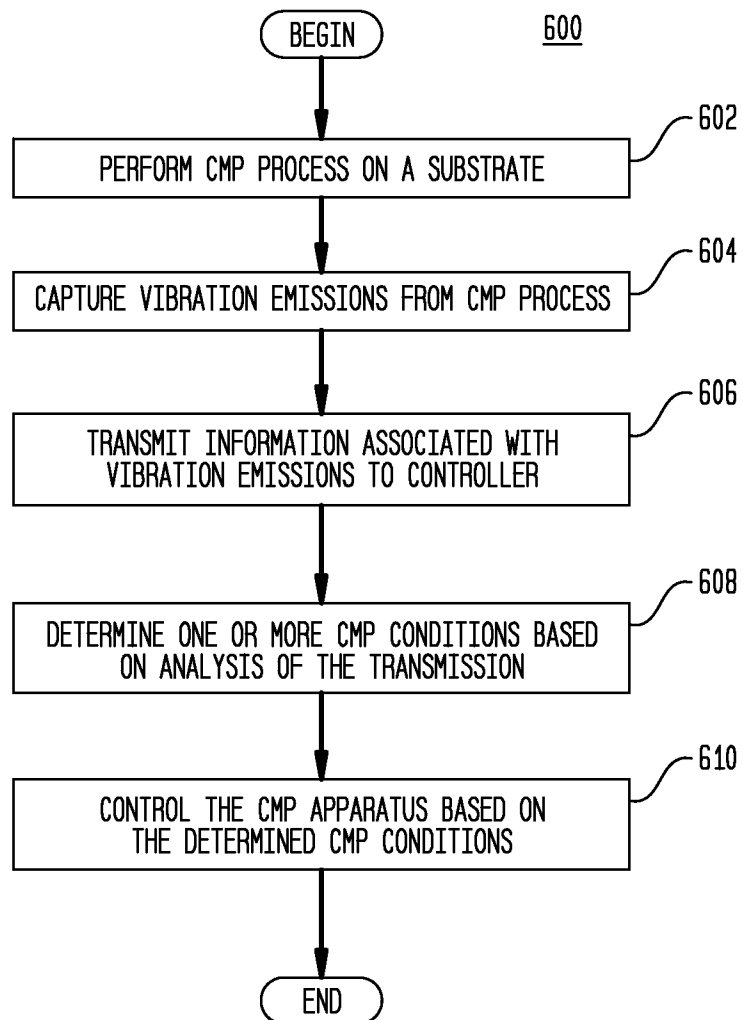 BEGIN
600
602
PERFORM CMP PROCESS ON A SUBSTRATE
604
CAPTURE VIBRATION EMISSIONS FROM CMP PROCESS
606
TRANSMIT INFORMATION ASSOCIATED WITH
VIBRATION EMISSIONS TO CONTROLLER
608
DETERMINE ONE OR MORE CMP CONDITIONS BASED
ON ANALYSIS OF THE TRANSMISSION
610
CONTROL THE CMP APPARATUS BASED ON
THE DETERMINED CMP CONDITIONS
END